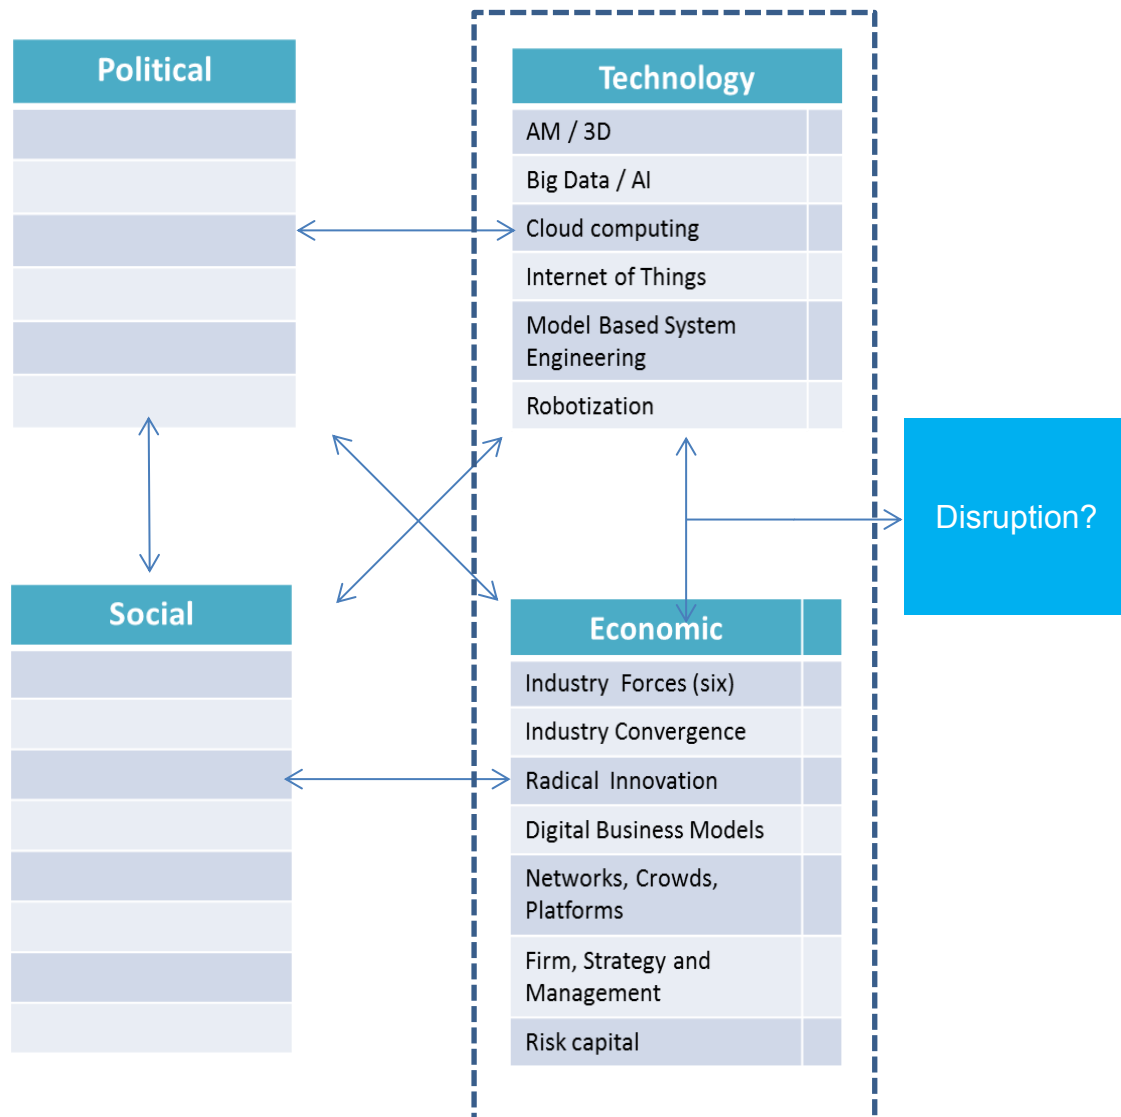 Political
Technology
AM / 3D
Big Data / AI
Cloud computing
Internet of Things
Model Based System
Engineering
Robotization
Disruption?
Social
Economic
Industry Forces (six)
Industry Convergence
Radical Innovation
Digital Business Models
Networks, Crowds,
Platforms
Firm, Strategy and
Management
Risk capital